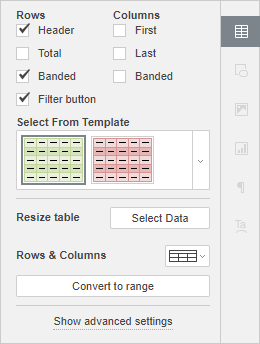 Rows Columns
Header First
Total Last
Banded Banded
Filter button
Select From Template
Resize table Select Data
Rows & Columns
Convert to range
Show advanced settings
Ta